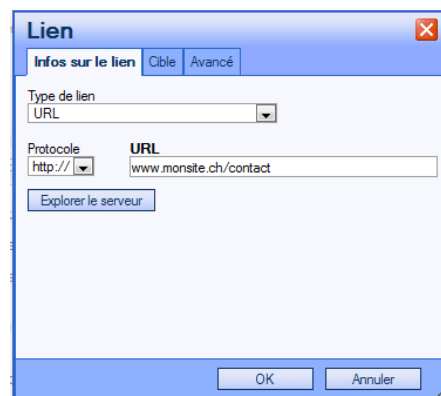 Lien
Infos sur le lien Cible Avancé
Type de lien
URL
Protocole URL
http:// www.monsite.ch/contact
Explorer le serveur
OK Annuler